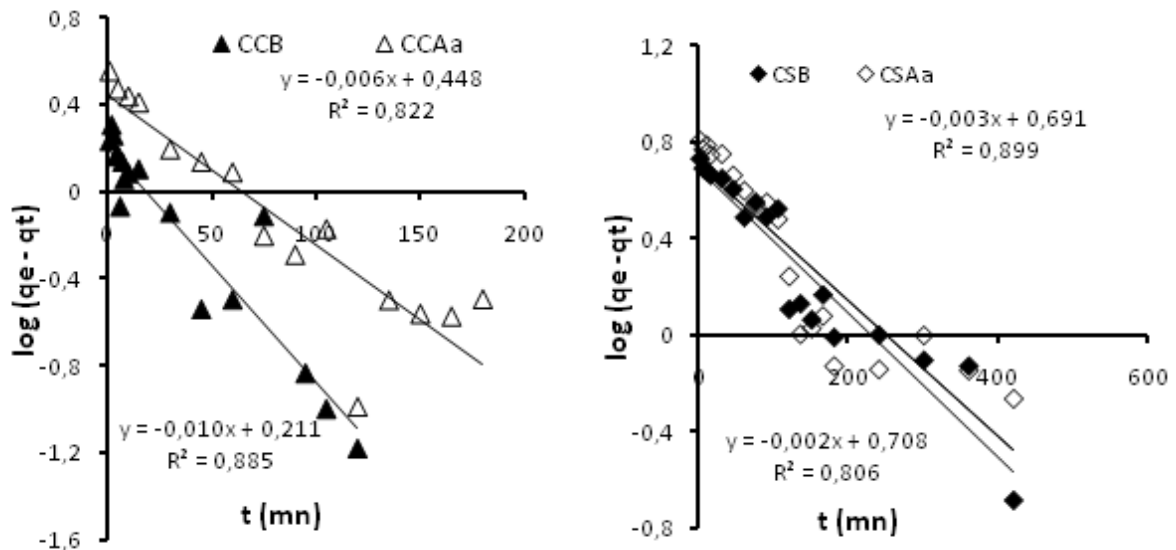 0,8
CCB
CCAa
y = -0,006x + 0,448
R² = 0,822
0,4
0
0
50
100
150
200
-0,4
-0,8
-1,2
-1,6
log (qe - qt)
y = -0,010x + 0,211
R² = 0,885
t (mn)
1,2
CSB
CSAa
y = -0,003x + 0,691
R² = 0,899
0,8
0,4
0
0
200
400
600
-0,4
-0,8
log (qe -qt)
y = -0,002x + 0,708
R² = 0,806
t (mn)